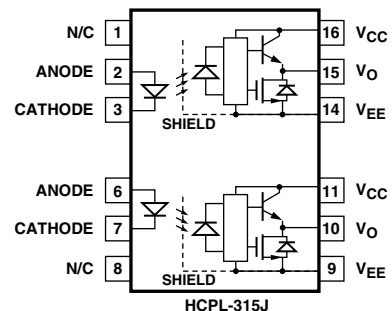 N/C 1 16 VCC
ANODE 2 15 VO
CATHODE 3 14 VEE
SHIELD
ANODE 6 11 VCC
CATHODE 7 10 VO
N/C 8 9 VEE
SHIELD
HCPL-315J